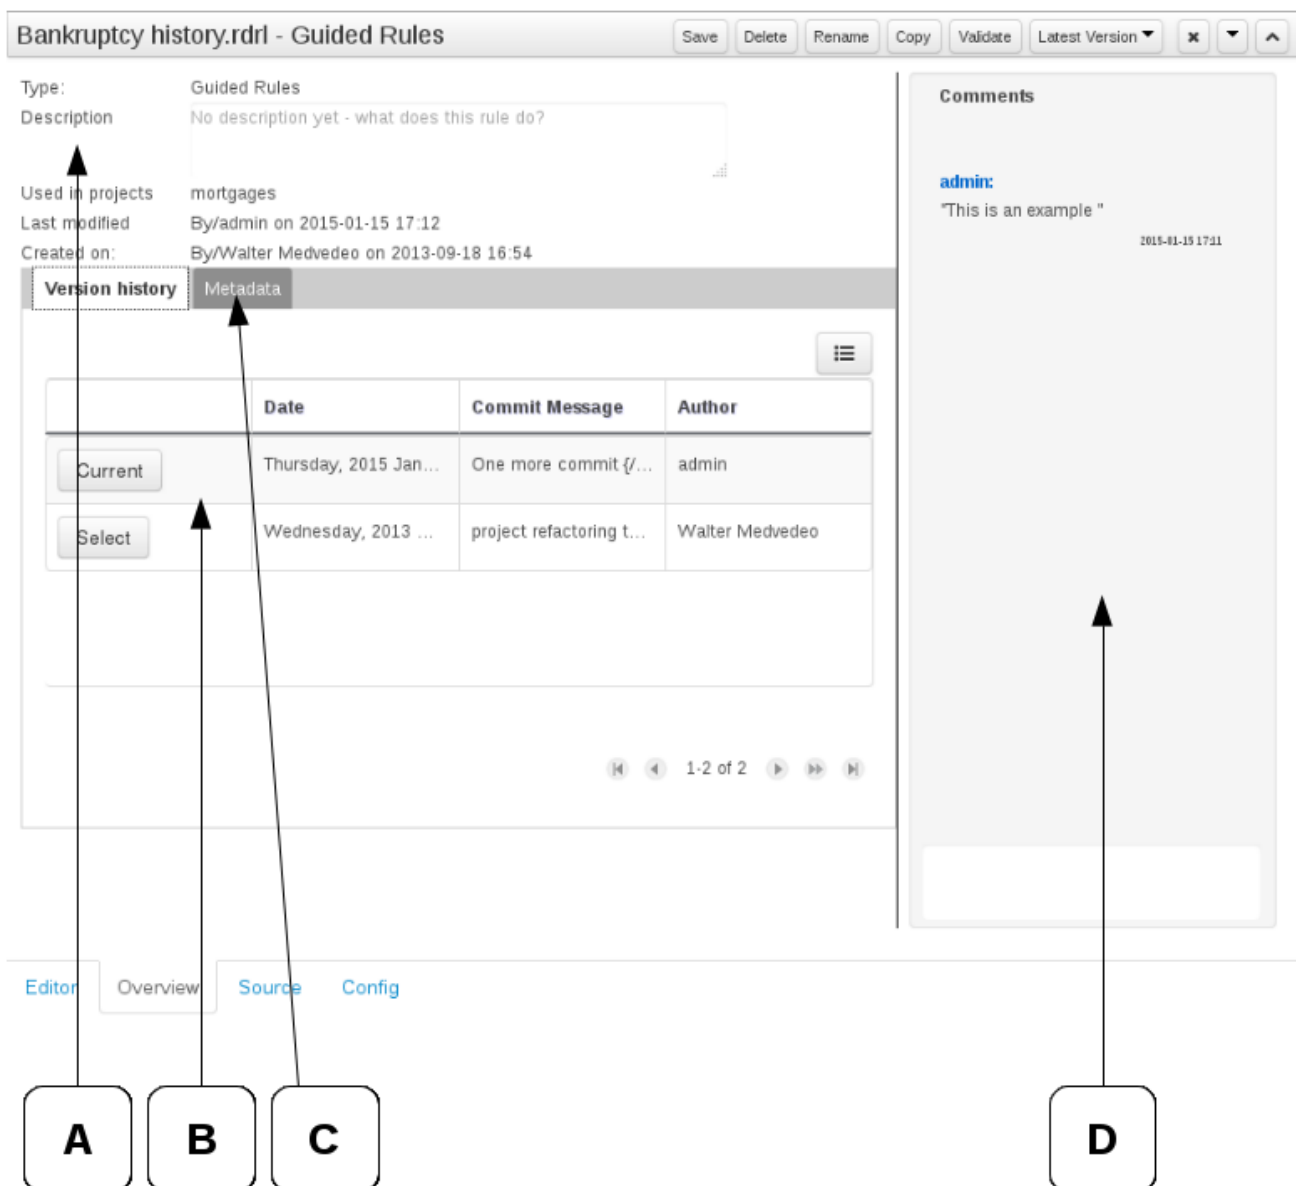 Bankruptcy history.rdrl - Guided Rules Save Delete Rename Copy Validate Latest Version
Type: Guided Rules
Description No description yet - what does this rule do?
Used in projects mortgages
Last modified By/admin on 2015-01-15 17:12
Created on: By/Walter Medvedeo on 2013-09-18 16:54
Comments
admin:
"This is an example "
2015-01-15 17:11
Version history Metadata
Date Commit Message Author
Current Thursday, 2015 Jan... One more commit {/... admin
Select Wednesday, 2013 ... project refactoring t... Walter Medvedeo
1-2 of 2
Editor Overview Source Config
A B C D